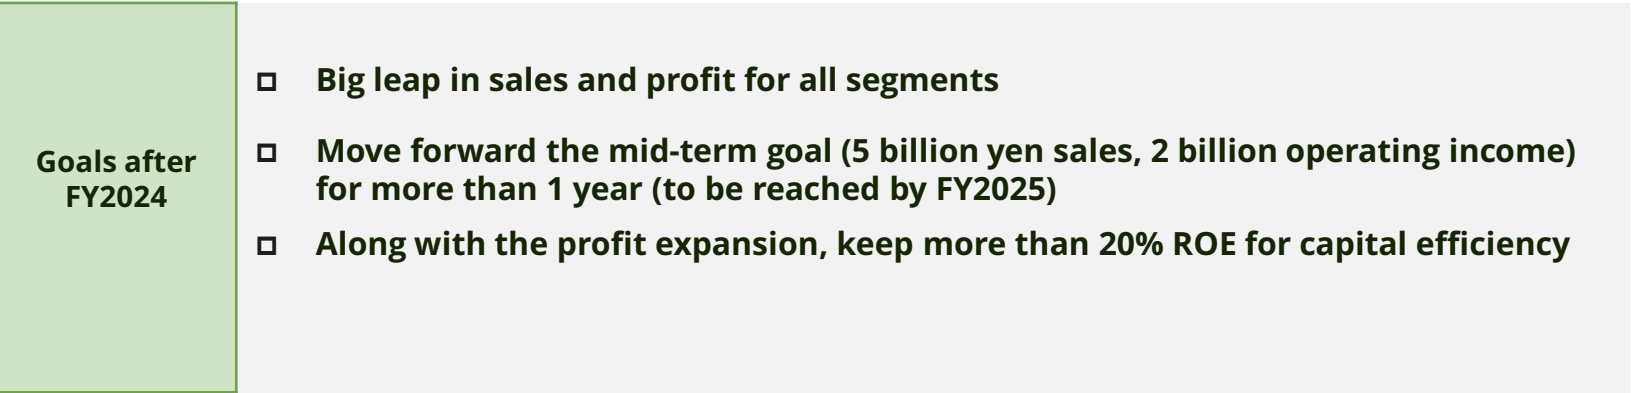 Goals after
FY2024
Big leap in sales and profit for all segments
Move forward the mid-term goal (5 billion yen sales, 2 billion operating income)
for more than 1 year (to be reached by FY2025)
Along with the profit expansion, keep more than 20% ROE for capital efficiency